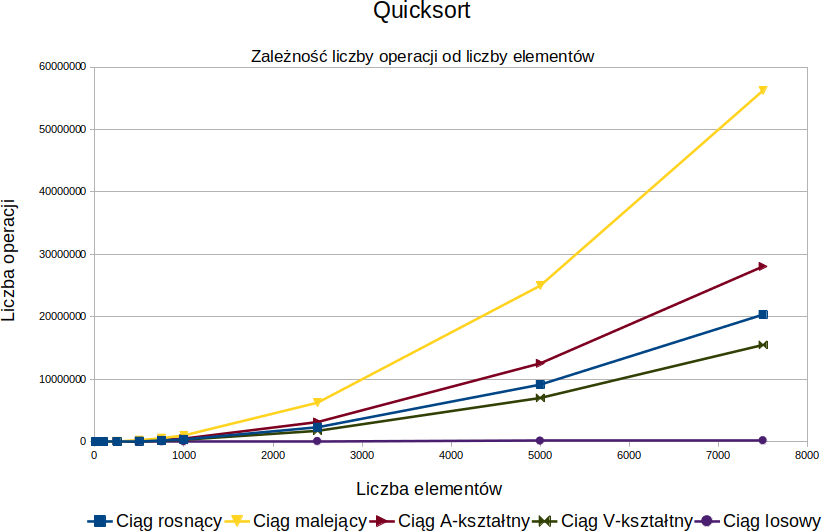 Quicksort
Zależność liczby operacji od liczby elementów
60000000
50000000
40000000
30000000
20000000
10000000
0
Liczba operacji
0 1000 2000 3000 4000 5000 6000 7000 8000
Liczba elementów
Ciąg rosnący Ciąg malejący Ciąg A-kształtny Ciąg V-kształtny Ciąg losowy